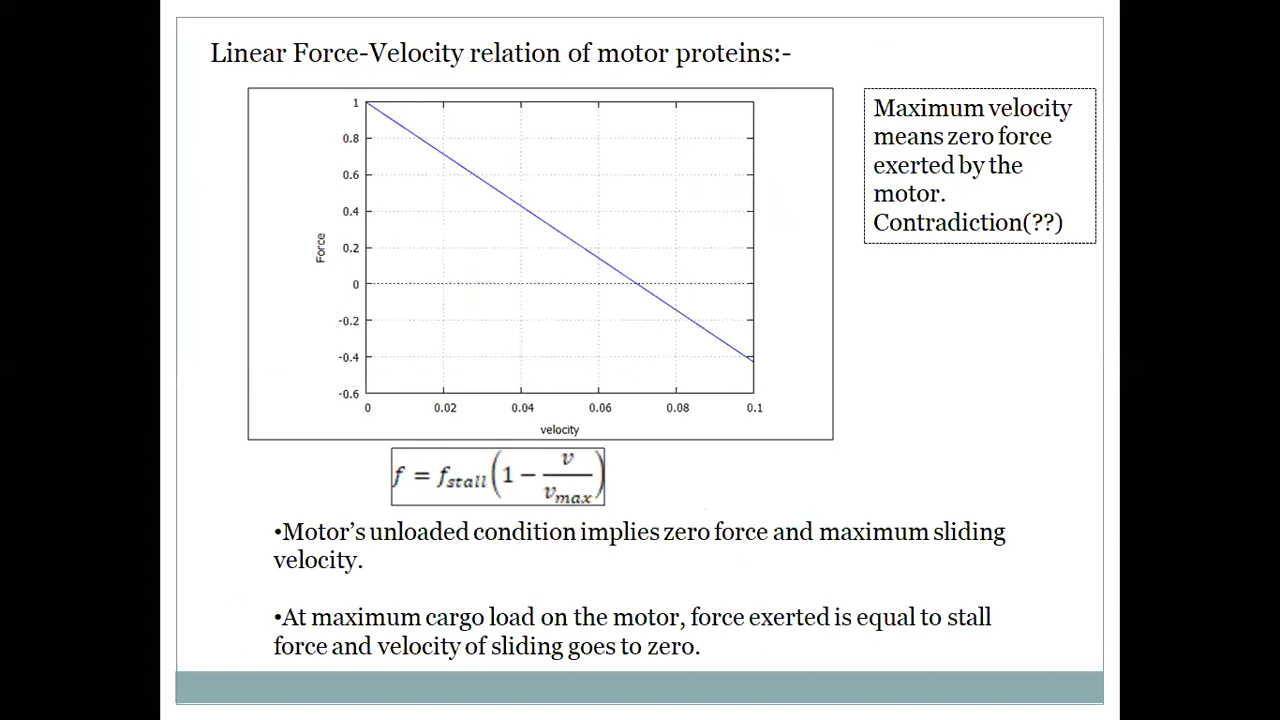 Linear Force-Velocity relation of motor proteins:-
Maximum velocity
means zero force
exerted by the
motor.
Contradiction(??)
1
0.8
0.6
0.4
0.2
0
-0.2
-0.4
-0.6
Force
0 0.02 0.04 0.06 0.08 0.1
velocity
f = f_stall (1 − v/v_max)
•Motor’s unloaded condition implies zero force and maximum sliding
velocity.
•At maximum cargo load on the motor, force exerted is equal to stall
force and velocity of sliding goes to zero.